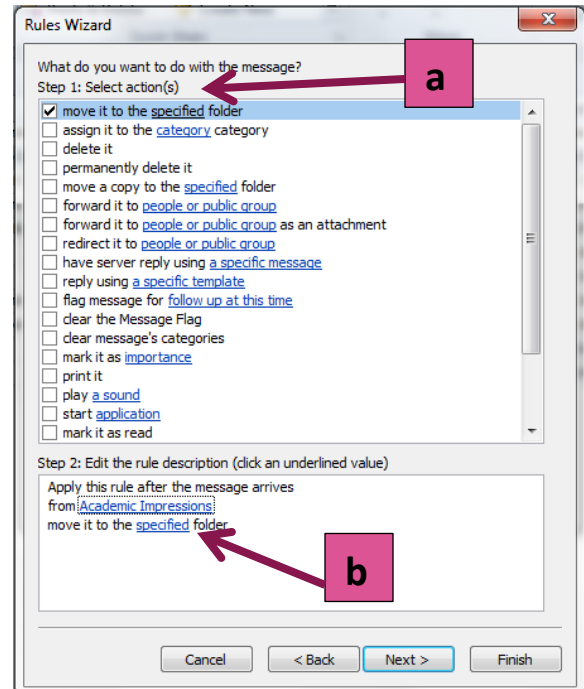 Rules Wizard
What do you want to do with the message?
Step 1: Select action(s)
a
move it to the specified folder
assign it to the category category
delete it
permanently delete it
move a copy to the specified folder
forward it to people or public group
forward it to people or public group as an attachment
redirect it to people or public group
have server reply using a specific message
reply using a specific template
flag message for follow up at this time
clear the Message Flag
clear message's categories
mark it as importance
print it
play a sound
start application
mark it as read
Step 2: Edit the rule description (click an underlined value)
Apply this rule after the message arrives
from Academic Impressions
move it to the specified folder
b
Cancel
< Back
Next >
Finish